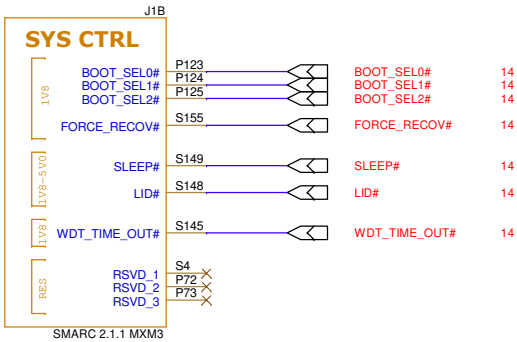 J1B
SYS CTRL
1V8
BOOT_SEL0# P123 BOOT_SEL0# 14
BOOT_SEL1# P124 BOOT_SEL1# 14
BOOT_SEL2# P125 BOOT_SEL2# 14
FORCE_RECOV# S155 FORCE_RECOV# 14
1V8-5V0
SLEEP# S149 SLEEP# 14
LID# S148 LID# 14
1V8
WDT_TIME_OUT# S145 WDT_TIME_OUT# 14
RES
RSVD_1 S4
RSVD_2 P72
RSVD_3 P73
SMARC 2.1.1 MXM3